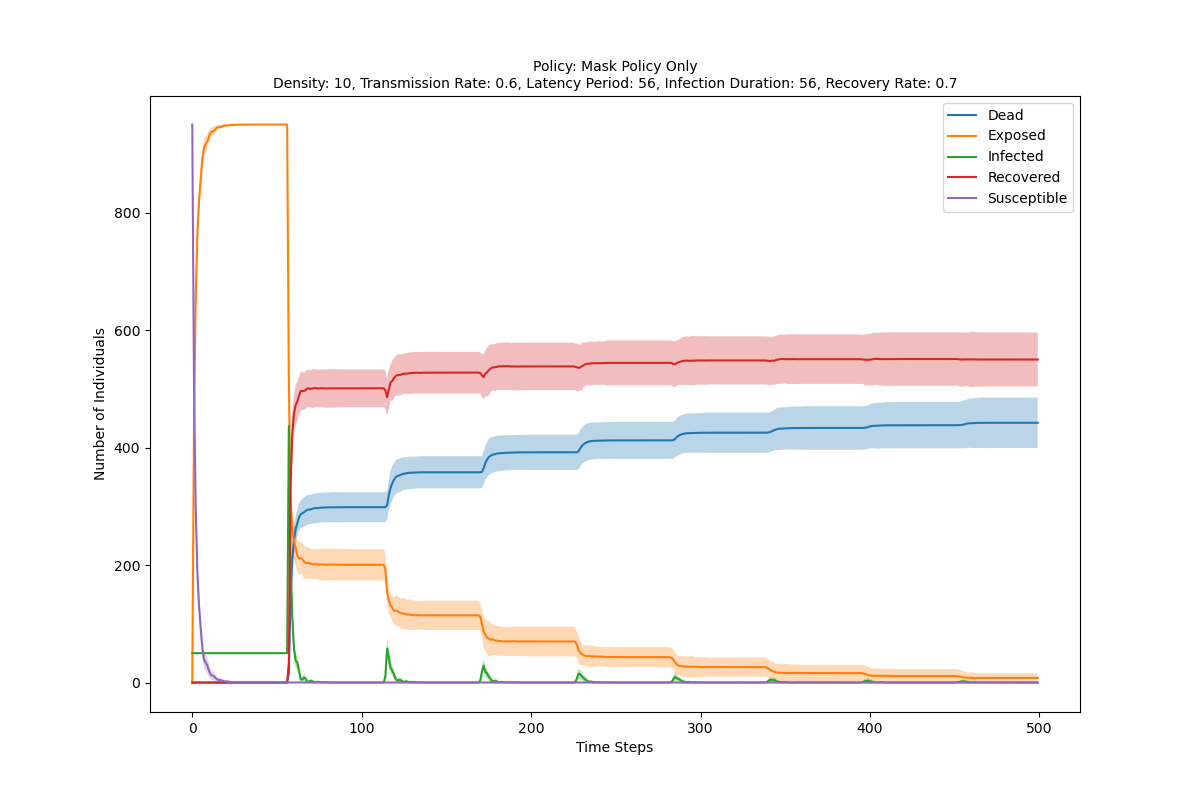 Policy: Mask Policy Only
Density: 10, Transmission Rate: 0.6, Latency Period: 56, Infection Duration: 56, Recovery Rate: 0.7
Dead
Exposed
Infected
Recovered
Susceptible
800
600
400
200
0
Number of Individuals
0 100 200 300 400 500
Time Steps